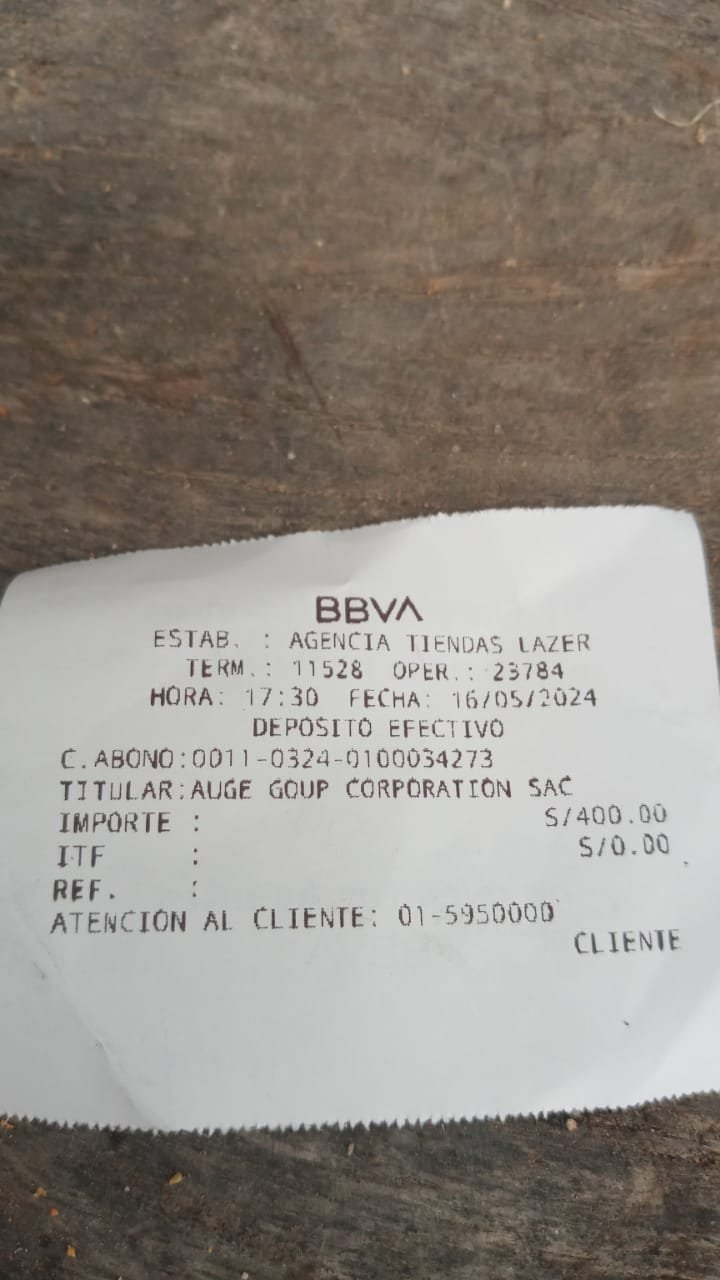 BBVA
ESTAB. : AGENCIA TIENDAS LAZER
TERM.: 11528 OPER.: 23784
HORA: 17:30 FECHA: 16/05/2024
DEPOSITO EFECTIVO
C.ABONO:0011-0324-0100034273
TITULAR:AUGE GOUP CORPORATION SAC
IMPORTE : S/400.00
ITF : S/0.00
REF. :
ATENCION AL CLIENTE: 01-5950000
CLIENTE